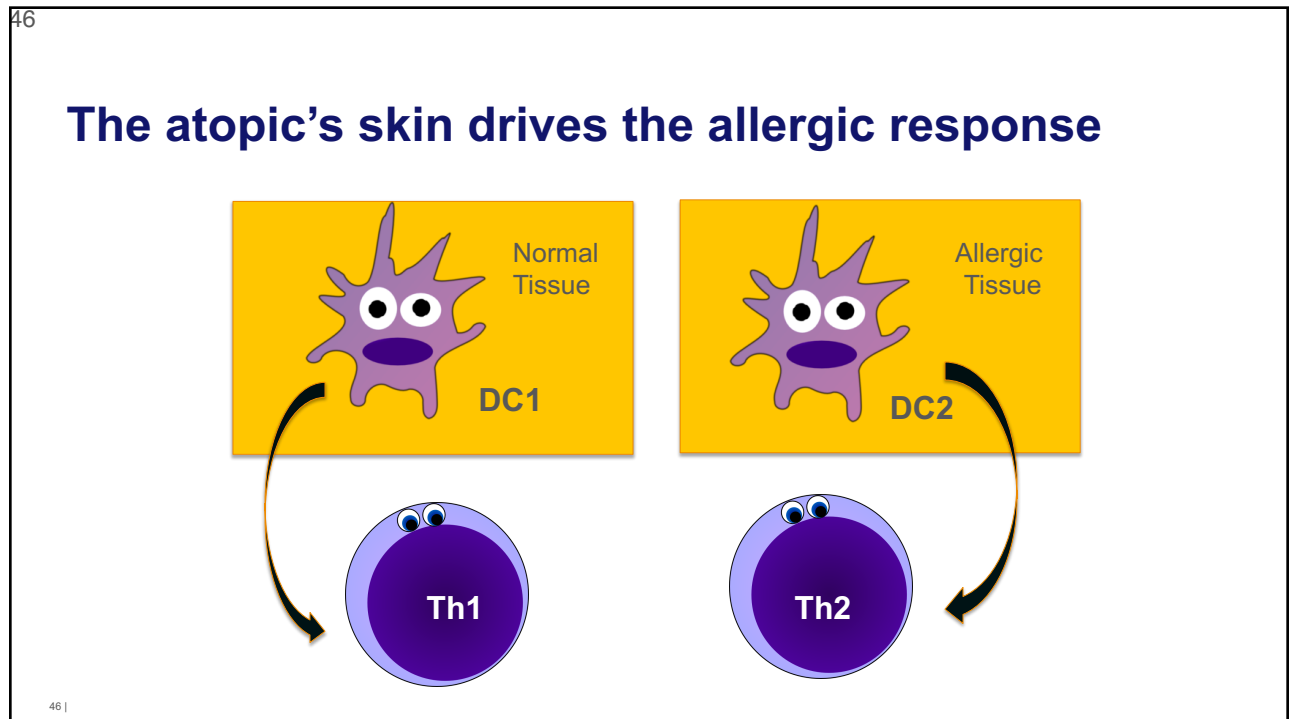 46
The atopic’s skin drives the allergic response
Normal
Tissue
DC1
Allergic
Tissue
DC2
Th1
Th2
46 |